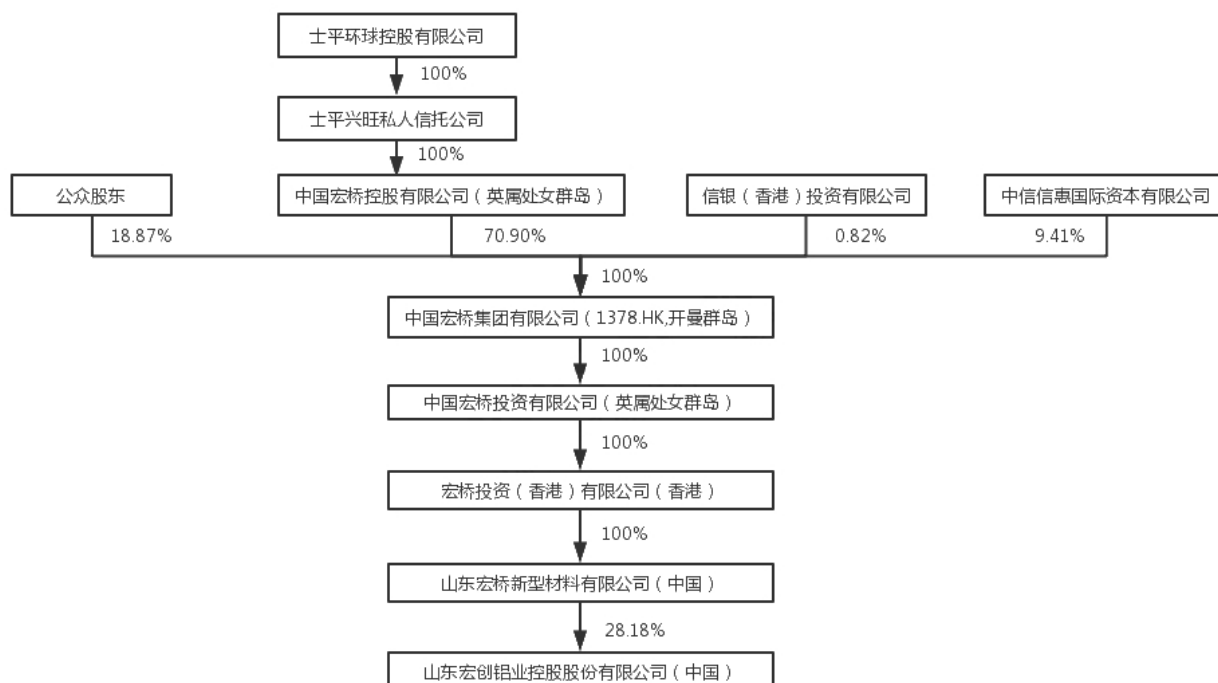 士平环球控股有限公司
100%
士平兴旺私人信托公司
100%
公众股东
中国宏桥控股有限公司（英属处女群岛）
信银（香港）投资有限公司
中信信惠国际资本有限公司
18.87%
70.90%
0.82%
9.41%
100%
中国宏桥集团有限公司（1378.HK,开曼群岛）
100%
中国宏桥投资有限公司（英属处女群岛）
100%
宏桥投资（香港）有限公司（香港）
100%
山东宏桥新型材料有限公司（中国）
28.18%
山东宏创铝业控股股份有限公司（中国）